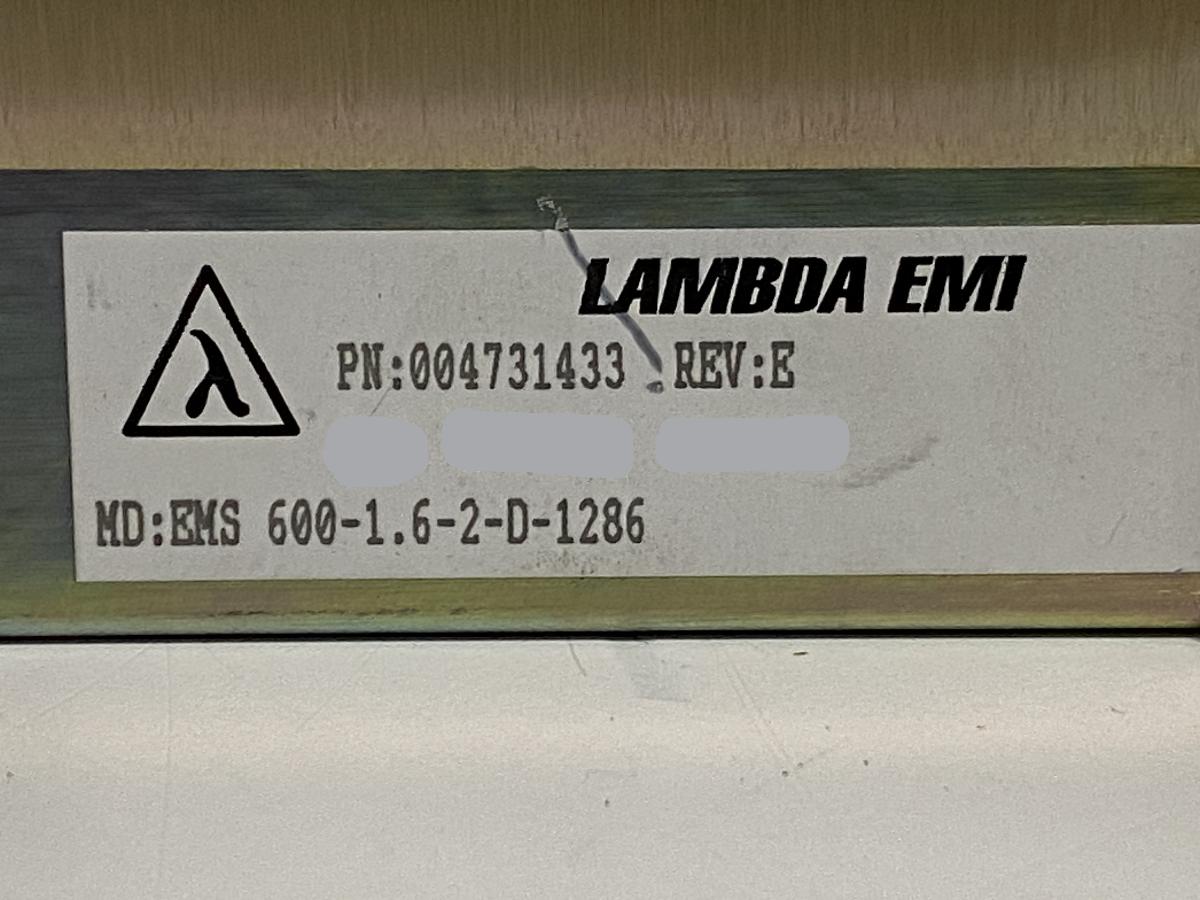 LAMBDA EMI
λ
PN:004731433 REV:E
MD:EMS 600-1.6-2-D-1286